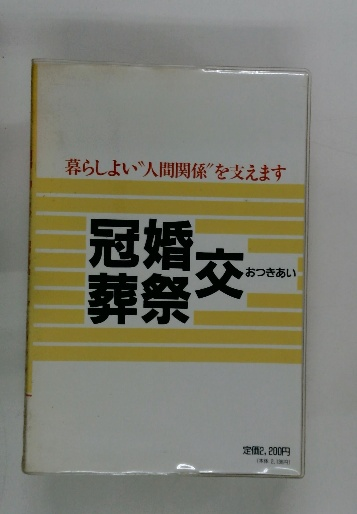 暮らしよい〝人間関係〟を支えます
冠婚
葬祭
交
おつきあい
定価2,200円